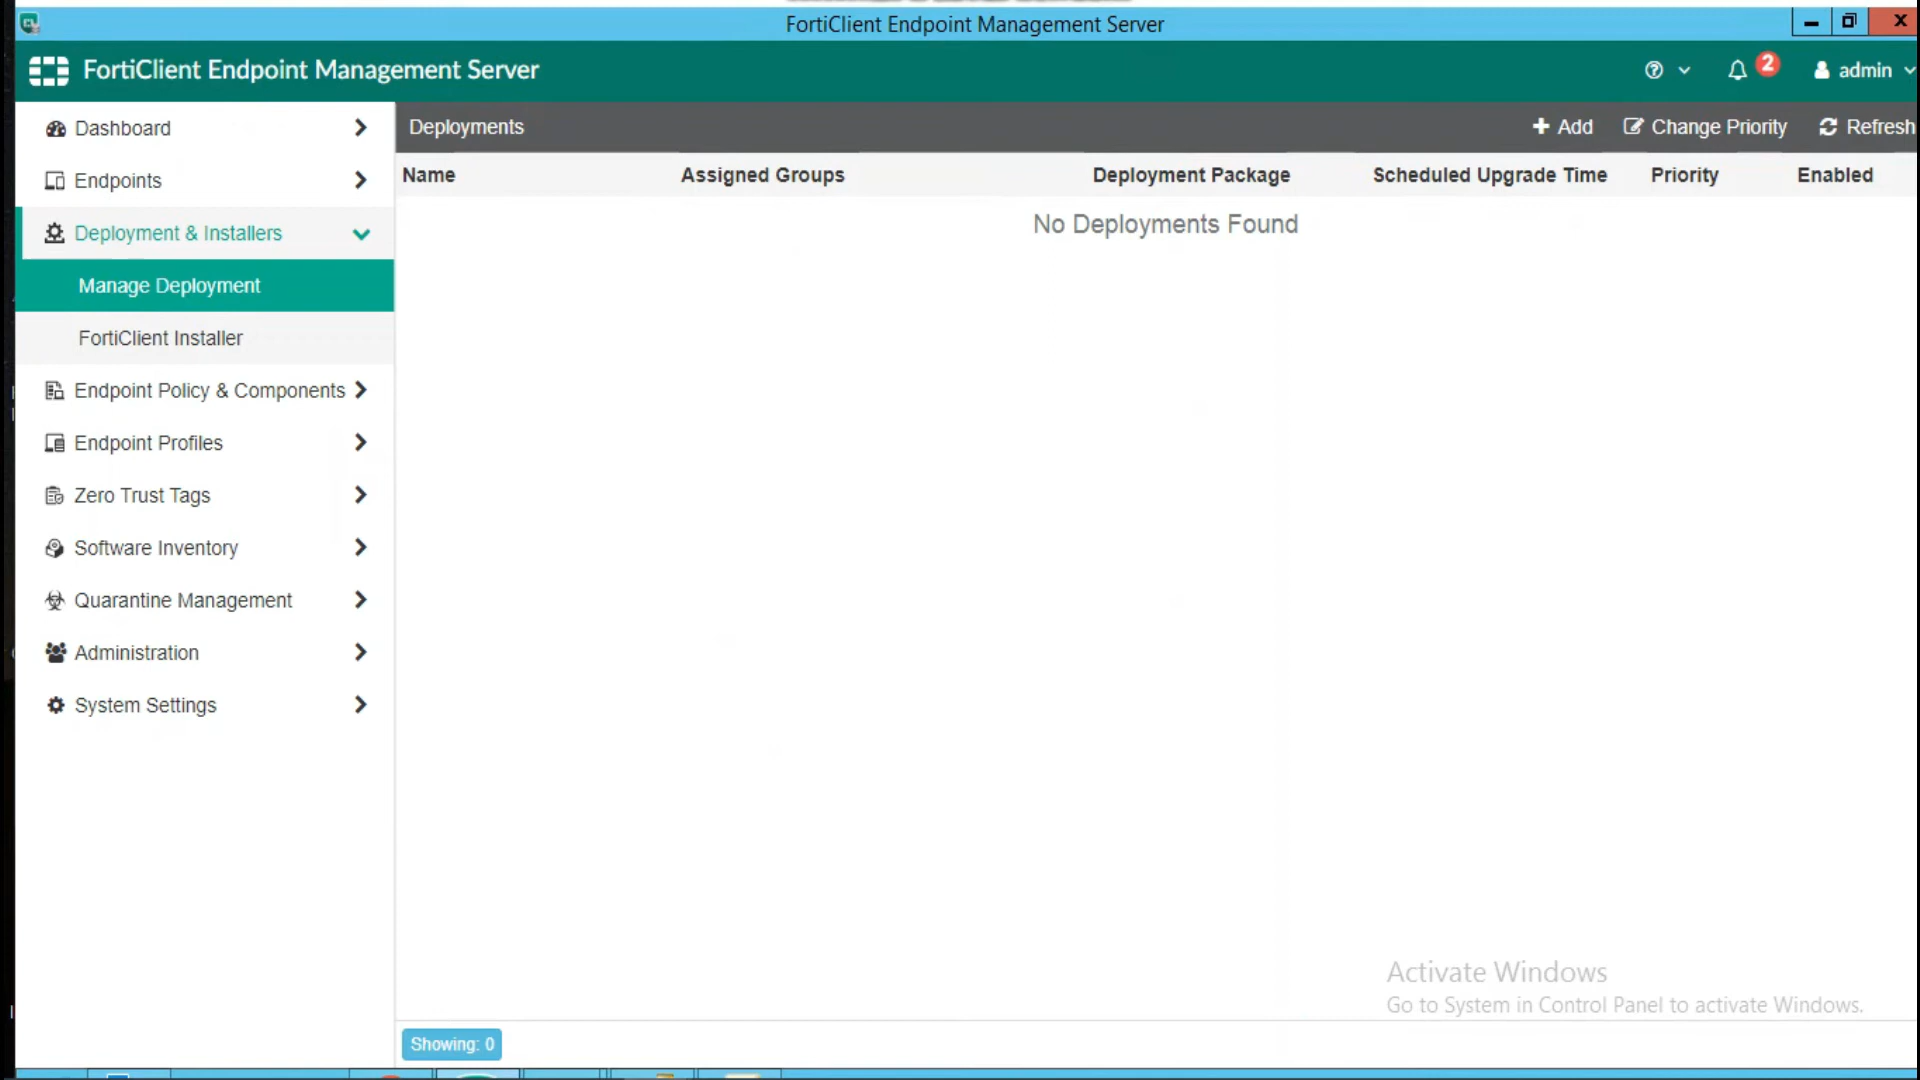 FortiClient Endpoint Management Server
FortiClient Endpoint Management Server
2
admin
Dashboard
Endpoints
Deployment & Installers
Manage Deployment
FortiClient Installer
Endpoint Policy & Components
Endpoint Profiles
Zero Trust Tags
Software Inventory
Quarantine Management
Administration
System Settings
Deployments
Add
Change Priority
Refresh
Name Assigned Groups Deployment Package Scheduled Upgrade Time Priority Enabled
No Deployments Found
Activate Windows
Go to System in Control Panel to activate Windows.
Showing: 0